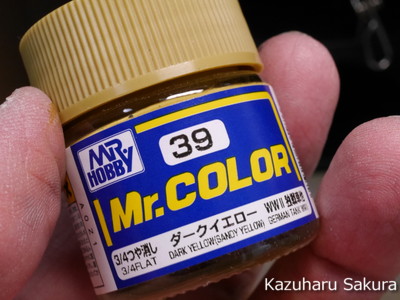 MR
HOBBY
39
Mr.COLOR
3/4つや消し
3/4FLAT
ダークイエロー
DARK YELLOW(SANDY YELLOW)
WWⅡ
GERMAN TANK
Kazuharu Sakura